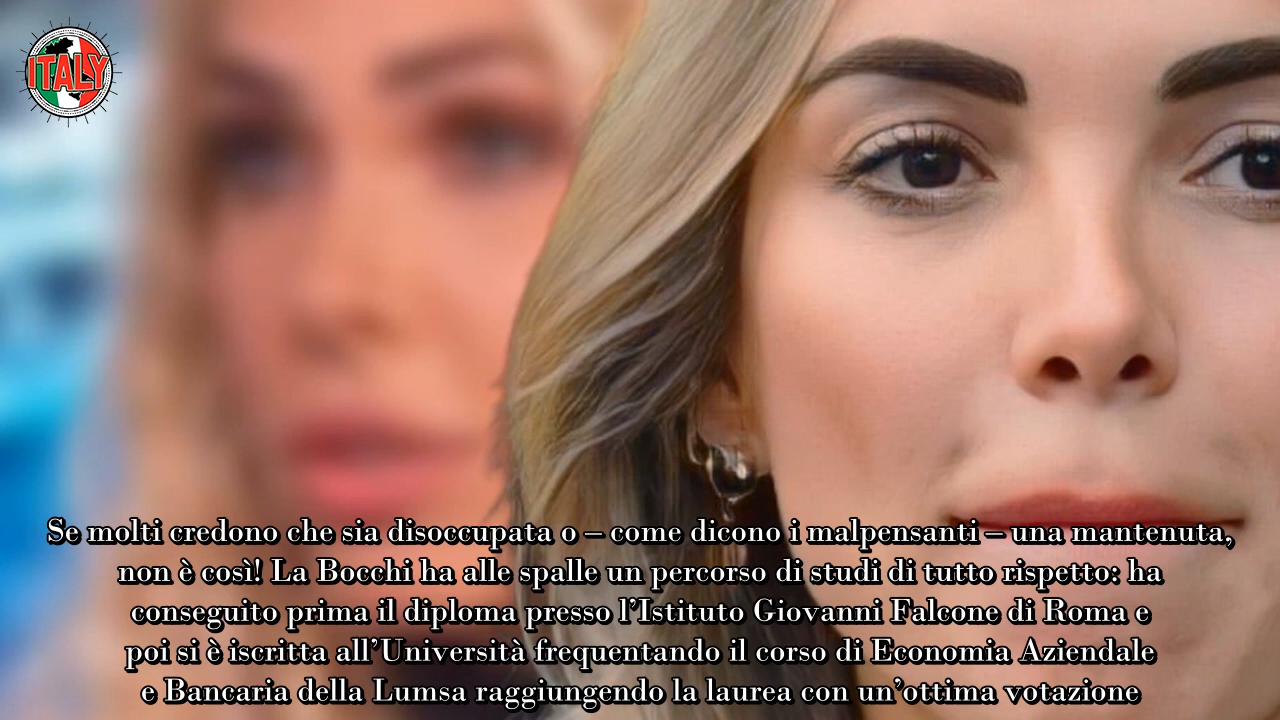 ITALY
Se molti credono che sia disoccupata o – come dicono i malpensanti – una mantenuta,
non è così! La Bocchi ha alle spalle un percorso di studi di tutto rispetto: ha
conseguito prima il diploma presso l’Istituto Giovanni Falcone di Roma e
poi si è iscritta all’Università frequentando il corso di Economia Aziendale
e Bancaria della Lumsa raggiungendo la laurea con un’ottima votazione